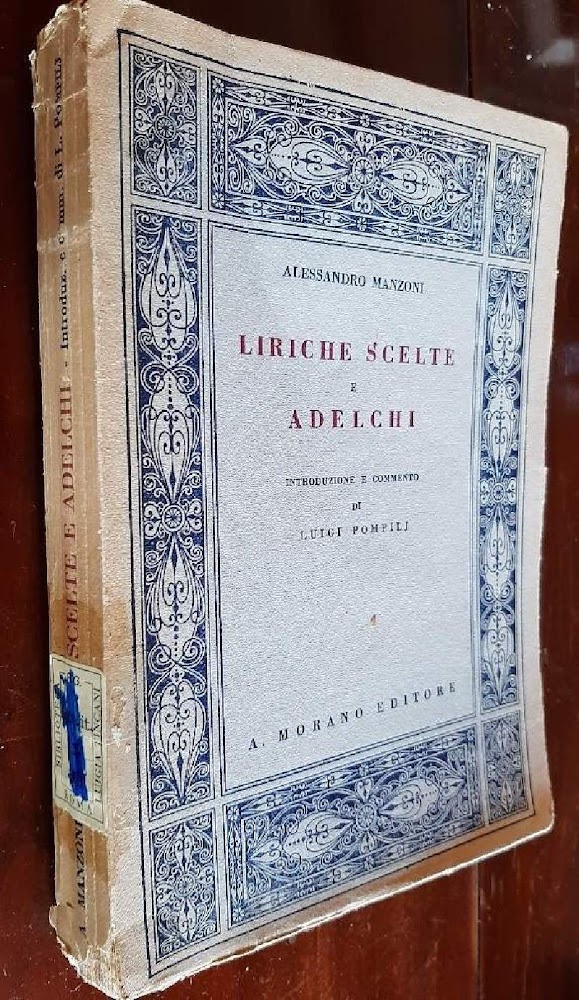 ALESSANDRO MANZONI
LIRICHE SCELTE
E
ADELCHI
INTRODUZIONE E COMMENTO
DI
LUIGI POMPILJ
A. MORANO EDITORE
A. MANZONI
SCELTE E ADELCHI - Introduz. e comm. di L. POMPILJ